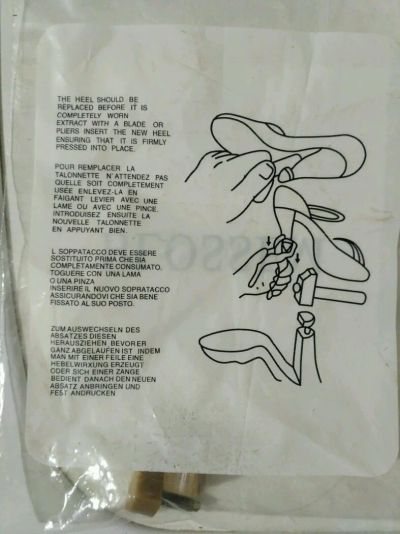 THE HEEL SHOULD BE
REPLACED BEFORE IT IS
COMPLETELY WORN
EXTRACT WITH A BLADE OR
PLIERS INSERT THE NEW HEEL
ENSURING THAT IT IS FIRMLY
PRESSED INTO PLACE.
POUR REMPLACER LA
TALONNETTE N'ATTENDEZ PAS
QUELLE SOIT COMPLETEMENT
USÉE ENLEVEZ-LA EN
FAIGANT LEVIER AVEC UNE
LAME OU AVEC UNE PINCE.
INTRODUISEZ ENSUITE LA
NOUVELLE TALONNETTE
EN APPUYANT BIEN.
IL SOPPATACCO DEVE ESSERE
SOSTITUITO PRIMA CHE SIA
COMPLETAMENTE CONSUMATO.
TOGUERE CON UNA LAMA
O UNA PINZA
INSERIRE IL NUOVO SOPRATACCO
ASSICURANDOVI CHE SIA BENE
FISSATO AL SUO POSTO.
ZUM AUSWECHSELN DES
ABSATZES DIESEN
HERAUSZIEHEN BEVOR ER
GANZ ABGELAUFEN IST INDEM
MAN MIT EINER FEILE EINE
HEBELWIRXUNG ERZEUGT
ODER SICH EINER ZANGE
BEDIENT DANACH DEN NEUEN
ABSATZ ANBRINGEN UND
FEST ANDRUCKEN